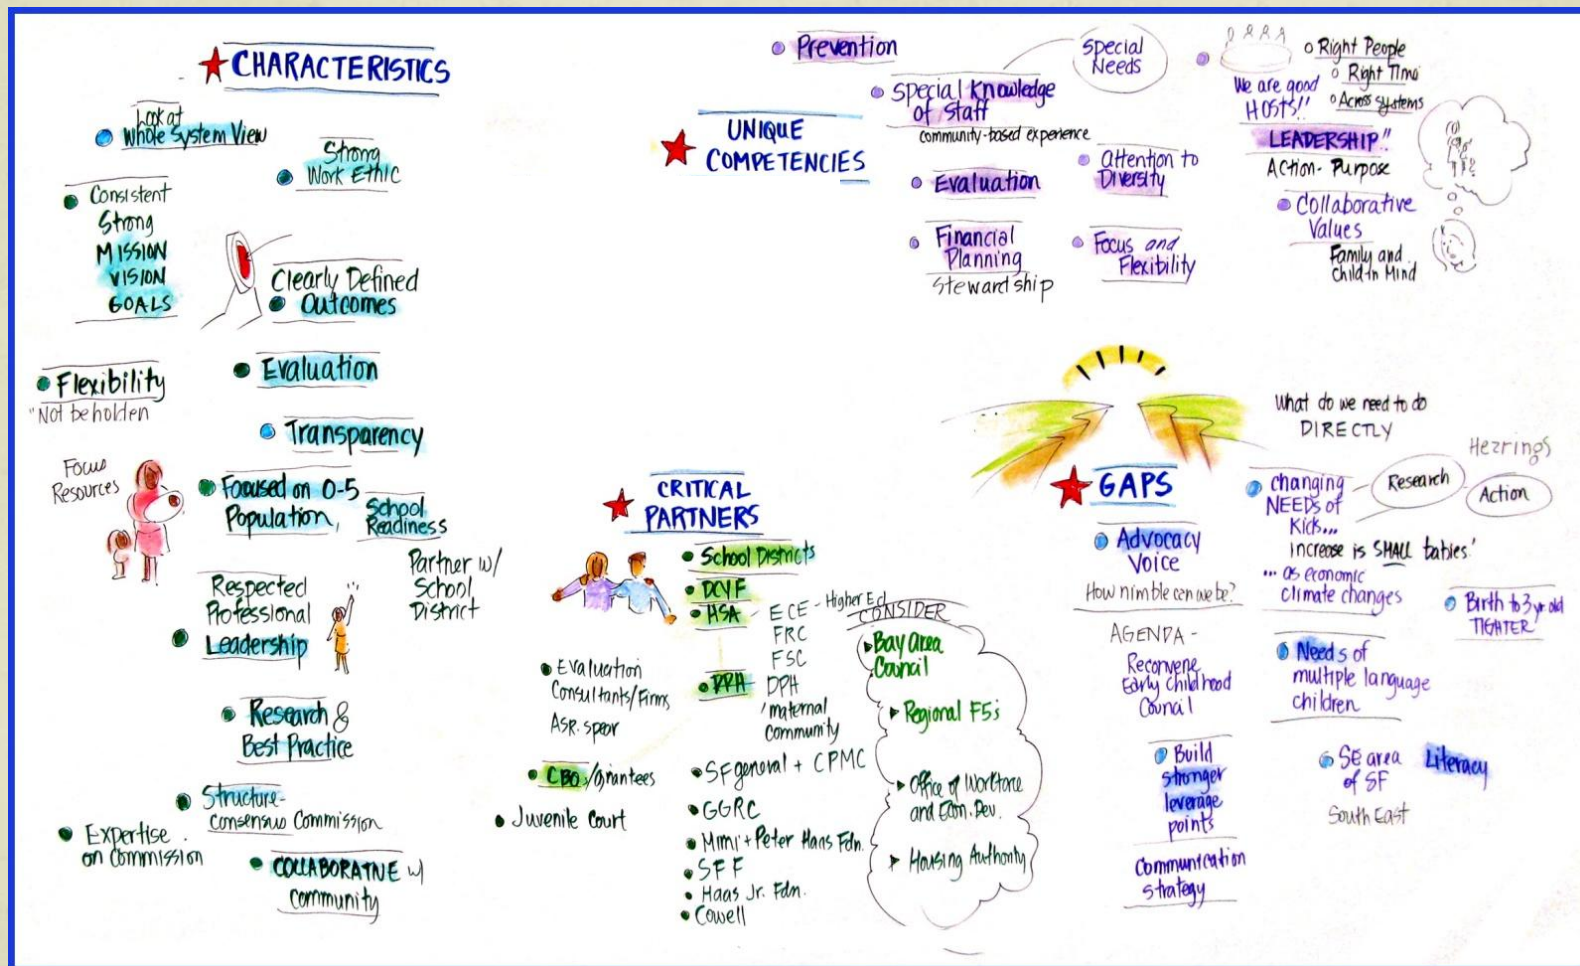 CHARACTERISTICS
Look at
Whole System View
Strong
Work Ethic
Consistent
Strong
MISSION
VISION
GOALS
Clearly Defined
Outcomes
Flexibility
"Not beholden
Evaluation
Transparency
Focus
Resources
Focused on 0-5
Population,
School
Readiness
Partner w/
School
District
Respected
Professional
Leadership
Research &
Best Practice
Structure-
consensus Commission
Expertise
on Commission
COLLABORATIVE w/
community
UNIQUE
COMPETENCIES
Prevention
Special Knowledge
of Staff
community-based experience
Special
Needs
Evaluation
Attention to
Diversity
Financial
Planning
Stewardship
Focus and
Flexibility
We are good
HOSTS!!
Right People
Right Time
Across Systems
LEADERSHIP!!
Action - Purpose
Collaborative
Values
Family and
Child in Mind
CRITICAL
PARTNERS
School Districts
DCYF
HSA
ECE - Higher Ed
FRC
FSC
DPH
DPH
maternal
community
Evaluation
Consultants/Firms
CBOs/Grantees
Juvenile Court
SF general + CPMC
GGRC
Mimi + Peter Haas Fdn.
SFF
Haas Jr. Fdn.
Cowell
CONSIDER
Bay Area
Council
Regional F5s
Office of Workforce
and Econ. Dev.
Housing Authority
GAPS
What do we need to do
DIRECTLY
Advocacy
Voice
How nimble can we be?
AGENDA -
Reconvene
Early childhood
Council
Build
stronger
leverage
points
Communication
strategy
changing
NEEDS of
Kids...
increase is SMALL babies!
... as economic
climate changes
Research
Hearings
Action
Birth to 3 yr old
TIGHTER
Needs of
multiple language
children
SE area
of SF
South East
Literacy